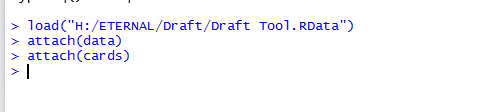 > load("H:/ETERNAL/Draft/Draft Tool.RData")
> attach(data)
> attach(cards)
>